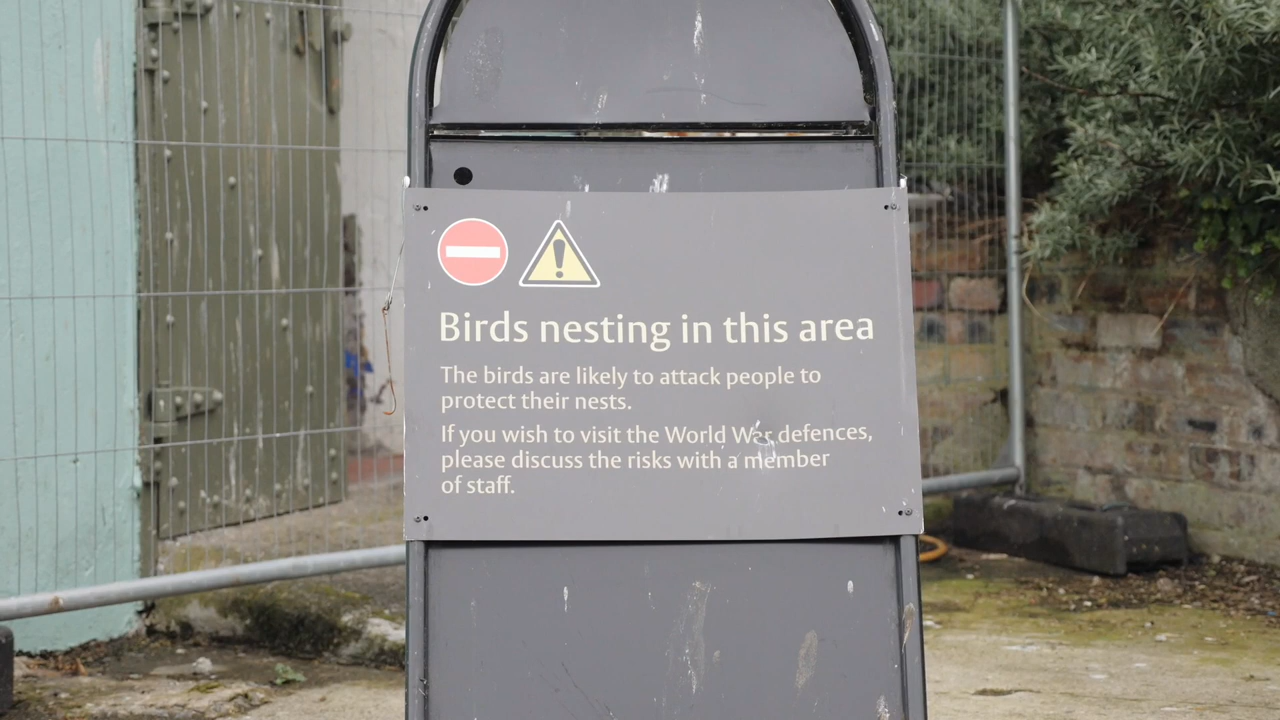 Birds nesting in this area
The birds are likely to attack people to
protect their nests.
If you wish to visit the World War defences,
please discuss the risks with a member
of staff.